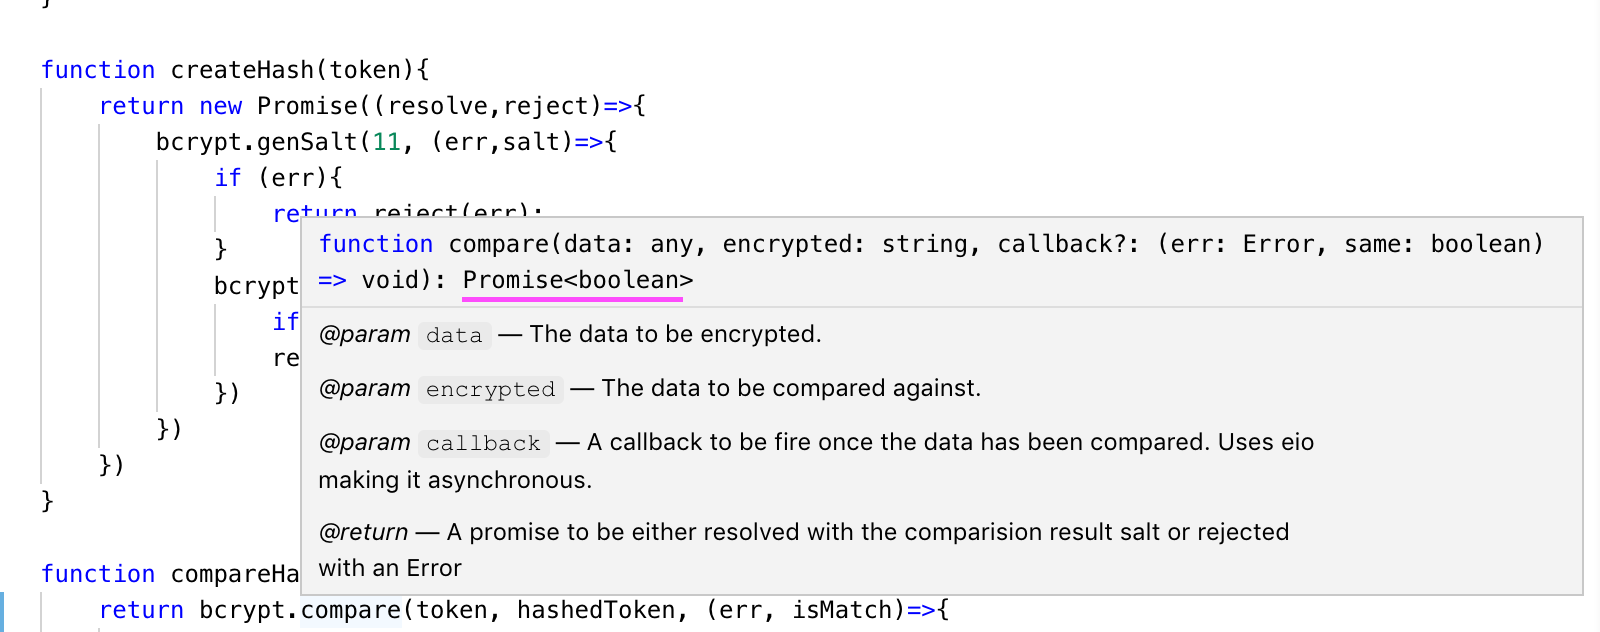 }
function createHash(token){
return new Promise((resolve,reject)=>{
bcrypt.genSalt(11, (err,salt)=>{
if (err){
return reject(err);
}
function compare(data: any, encrypted: string, callback?: (err: Error, same: boolean)
=> void): Promise<boolean>
bcrypt
if
@param data — The data to be encrypted.
re
@param encrypted — The data to be compared against.
})
})
@param callback — A callback to be fire once the data has been compared. Uses eio
making it asynchronous.
})
}
@return — A promise to be either resolved with the comparision result salt or rejected
with an Error
function compareHa
return bcrypt.compare(token, hashedToken, (err, isMatch)=>{